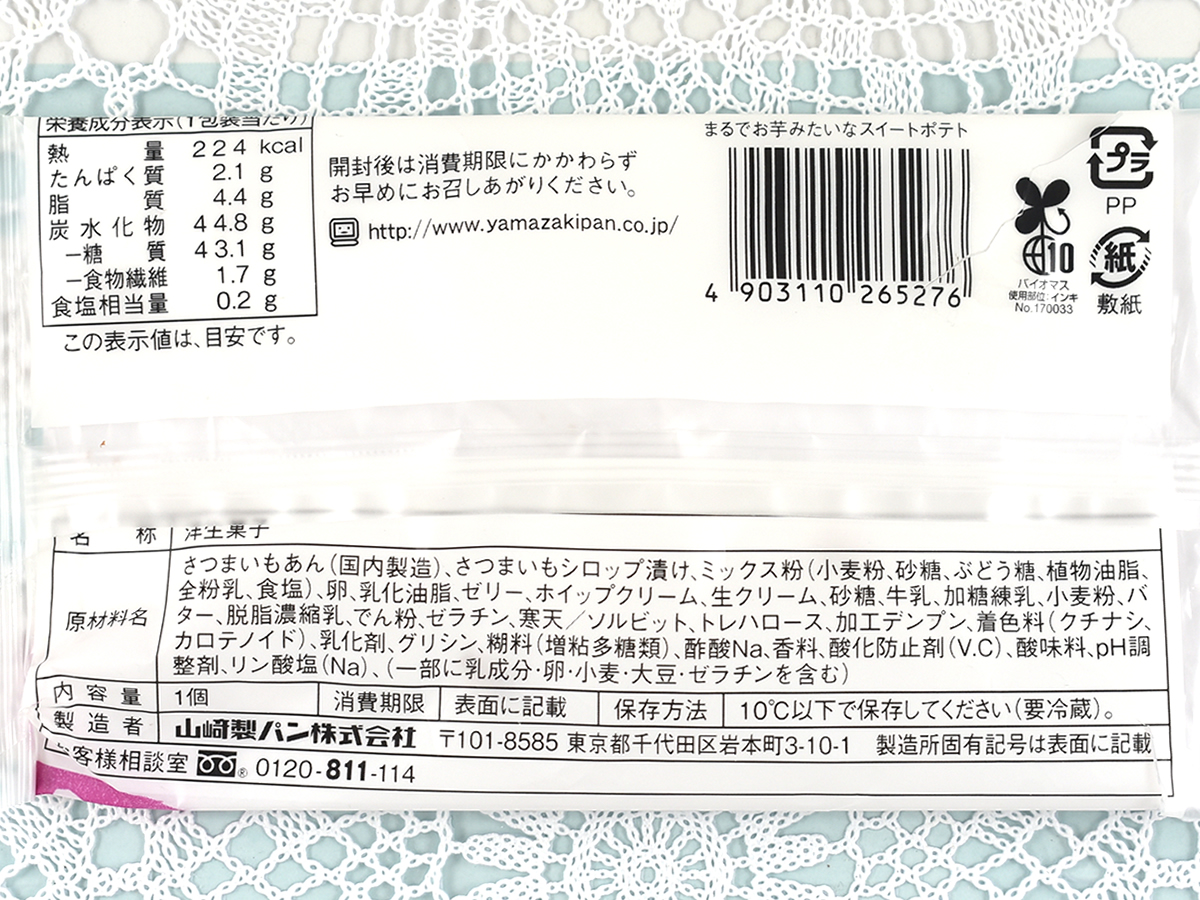 栄養成分表示(1包装当たり)
熱量 224 kcal
たんぱく質 2.1 g
脂質 4.4 g
炭水化物 44.8 g
−糖質 43.1 g
−食物繊維 1.7 g
食塩相当量 0.2 g
この表示値は、目安です。
開封後は消費期限にかかわらず
お早めにお召しあがりください。
http://www.yamazakipan.co.jp/
まるでお芋みたいなスイートポテト
4 903110 265276
プラ
PP
10
バイオマス
使用部位:インキ
No.170033
紙
敷紙
名称 洋生菓子
原材料名
さつまいもあん(国内製造)、さつまいもシロップ漬け、ミックス粉(小麦粉、砂糖、ぶどう糖、植物油脂、
全粉乳、食塩)、卵、乳化油脂、ゼリー、ホイップクリーム、生クリーム、砂糖、牛乳、加糖練乳、小麦粉、バ
ター、脱脂濃縮乳、でん粉、ゼラチン、寒天/ソルビット、トレハロース、加工デンプン、着色料(クチナシ、
カロテノイド)、乳化剤、グリシン、糊料(増粘多糖類)、酢酸Na、香料、酸化防止剤(V.C)、酸味料、pH調
整剤、リン酸塩(Na)、(一部に乳成分・卵・小麦・大豆・ゼラチンを含む)
内容量 1個 消費期限 表面に記載 保存方法 10℃以下で保存してください(要冷蔵)。
製造者 山崎製パン株式会社 〒101-8585 東京都千代田区岩本町3-10-1 製造所固有記号は表面に記載
お客様相談室 ® 0120-811-114